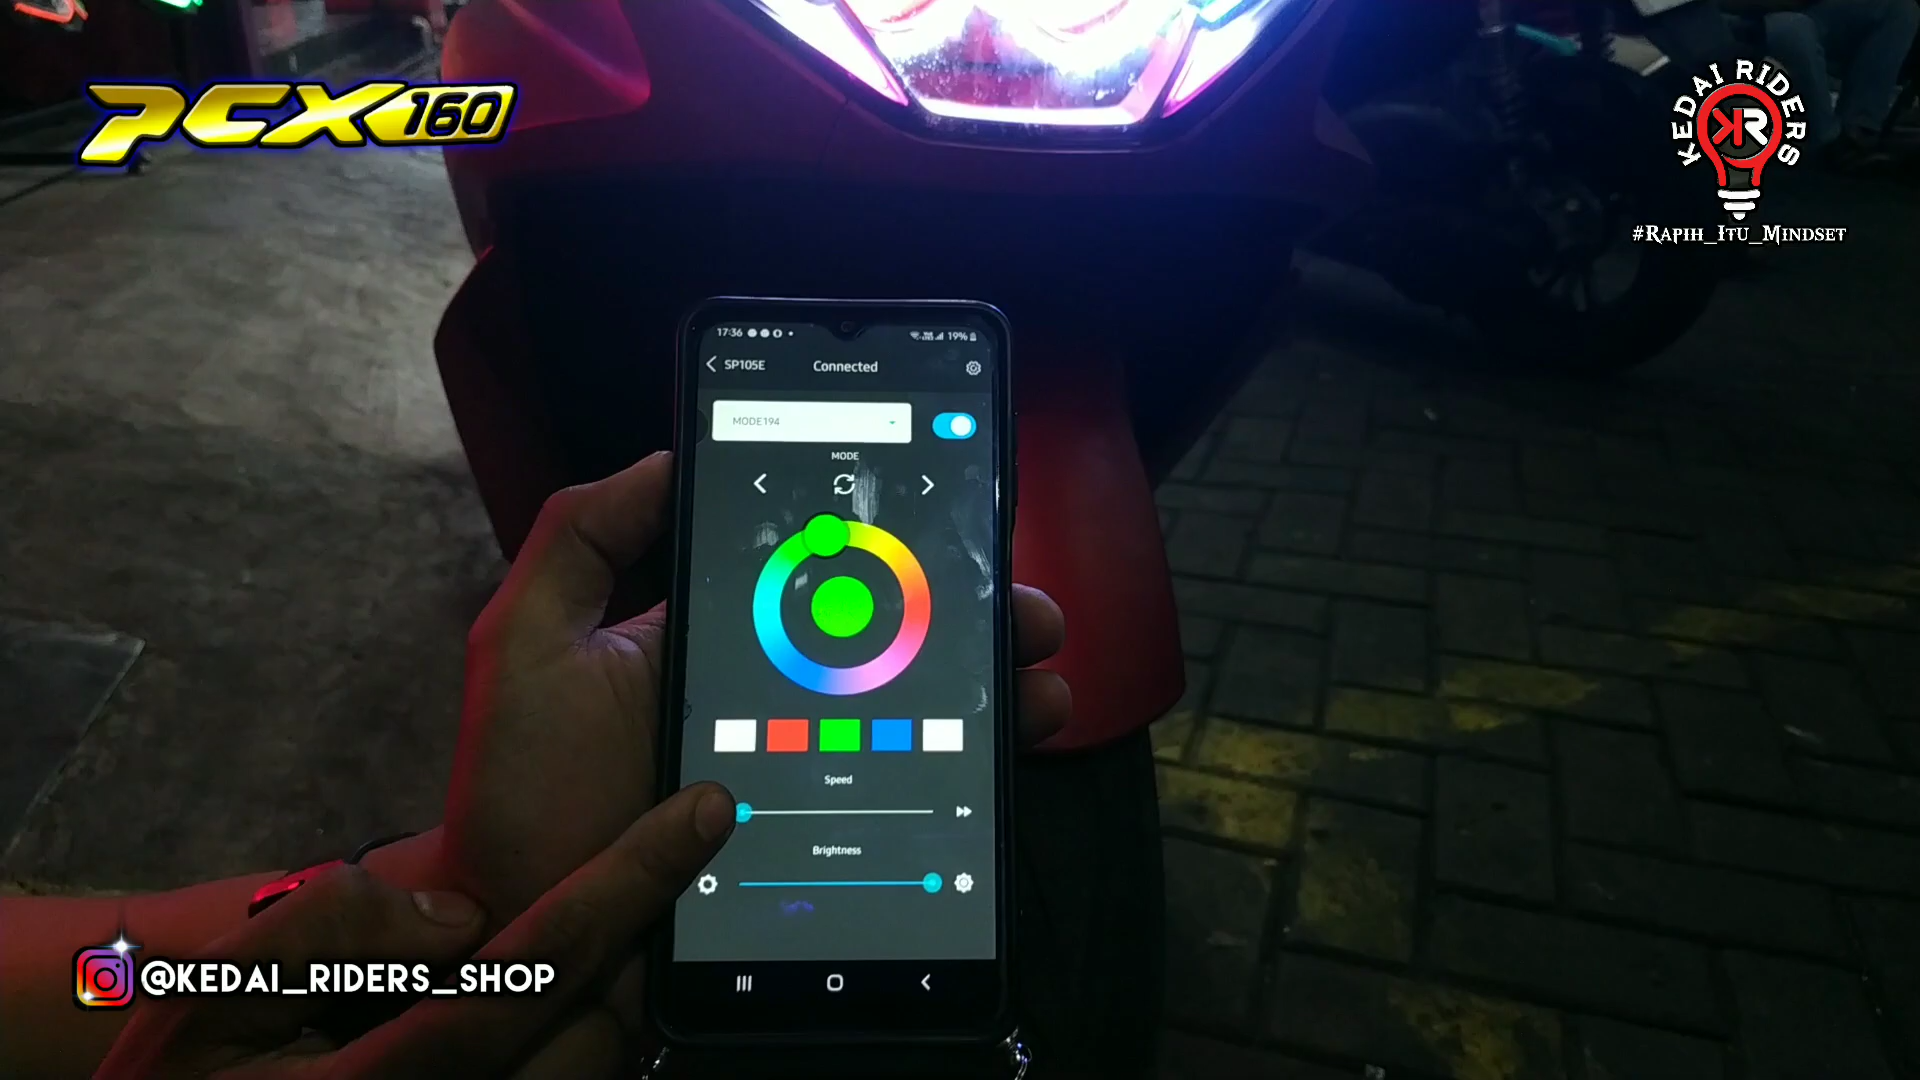 PCX160
KEDAI RIDERS
KR
#RAPIH_ITU_MINDSET
17:36
19%
SP105E
Connected
MODE194
MODE
Speed
Brightness
@KEDAI_RIDERS_SHOP